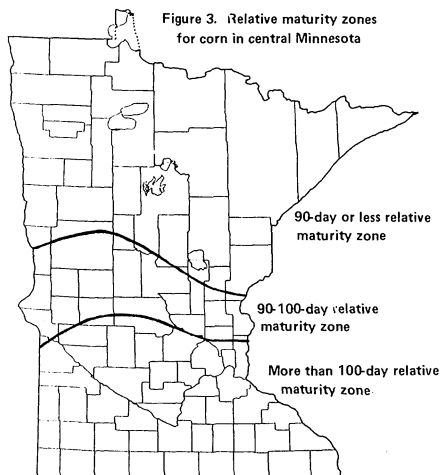 Figure 3. Relative maturity zones
for corn in central Minnesota
90-day or less relative
maturity zone
90-100-day relative
maturity zone
More than 100-day relative
maturity zone